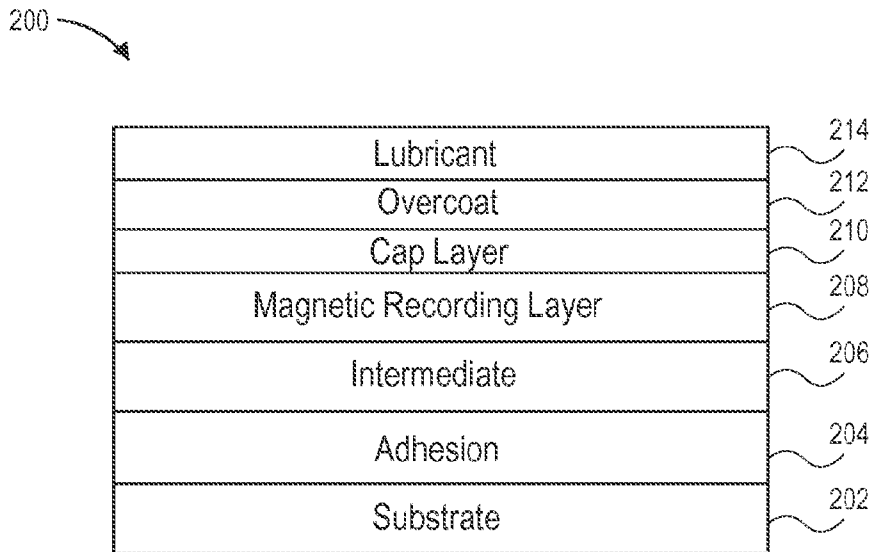 200
Lubricant 214
Overcoat 212
Cap Layer 210
Magnetic Recording Layer 208
Intermediate 206
Adhesion 204
Substrate 202